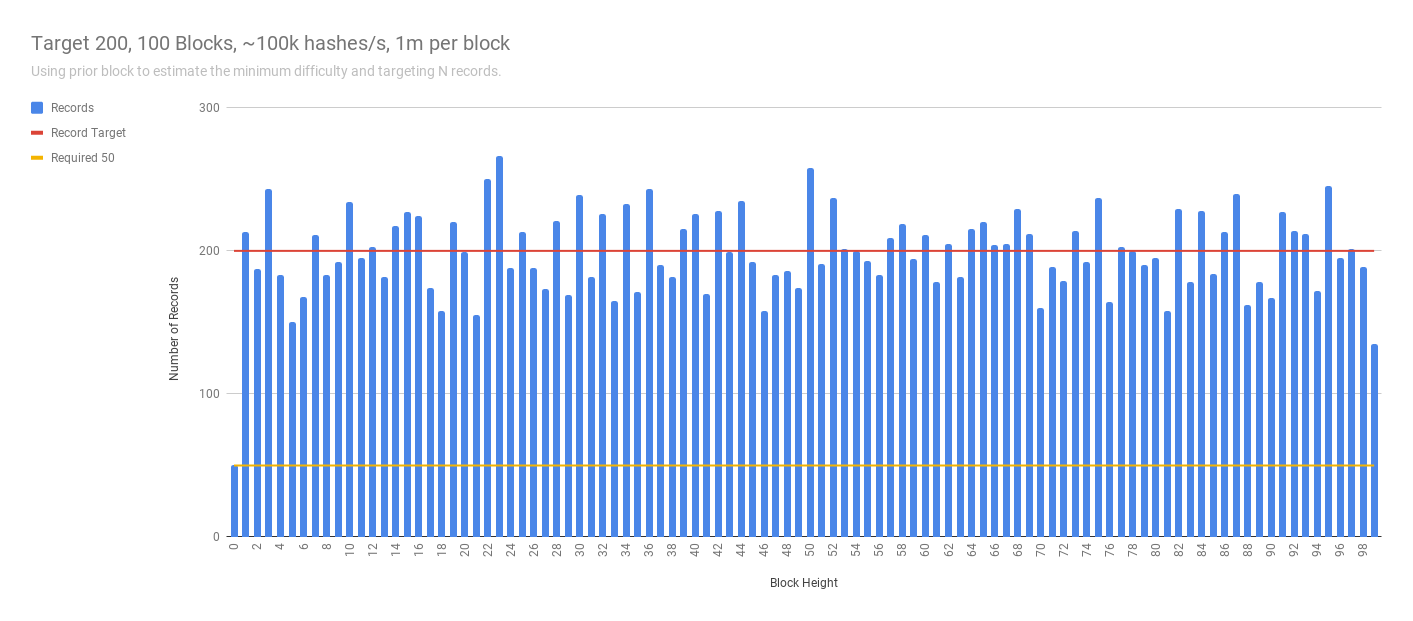 Target 200, 100 Blocks, ~100k hashes/s, 1m per block
Using prior block to estimate the minimum difficulty and targeting N records.
Records
Record Target
Required 50
300
200
100
0
Number of Records
0 2 4 6 8 10 12 14 16 18 20 22 24 26 28 30 32 34 36 38 40 42 44 46 48 50 52 54 56 58 60 62 64 66 68 70 72 74 76 78 80 82 84 86 88 90 92 94 96 98
Block Height